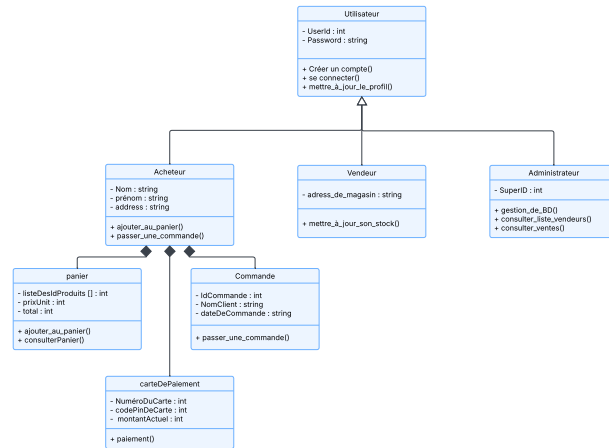 Utilisateur
- UserId : int
- Password : string
+ Créer un compte()
+ se connecter()
+ mettre_à_jour_le_profil()
Acheteur
- Nom : string
- prénom : string
- address : string
+ ajouter_au_panier()
+ passer_une_commande()
Vendeur
- adress_de_magasin : string
+ mettre_à_jour_son_stock()
Administrateur
- SuperID : int
+ gestion_de_BD()
+ consulter_liste_vendeurs()
+ consulter_ventes()
panier
- listeDesIdProduits [] : int
- prixUnit : int
- total : int
+ ajouter_au_panier()
+ consulterPanier()
Commande
- IdCommande : int
- NomClient : string
- dateDeCommande : string
+ passer_une_commande()
carteDePaiement
- NuméroDuCarte : int
- codePinDeCarte : int
- montantActuel : int
+ paiement()